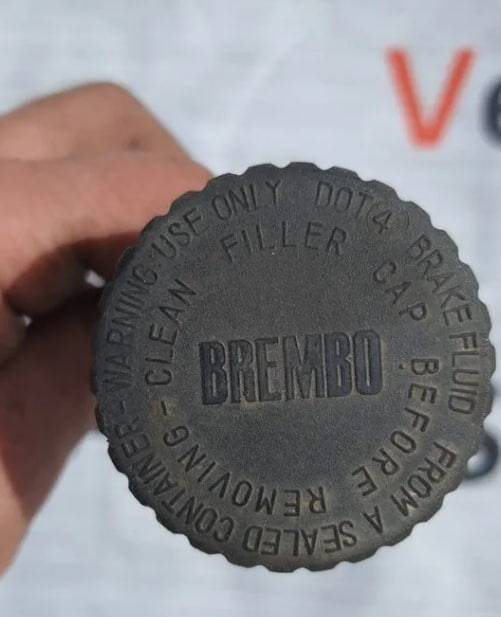 WARNING: USE ONLY DOT4 BRAKE FLUID FROM A SEALED CONTAINER-
CLEAN FILLER CAP BEFORE REMOVING -
BREMBO
V